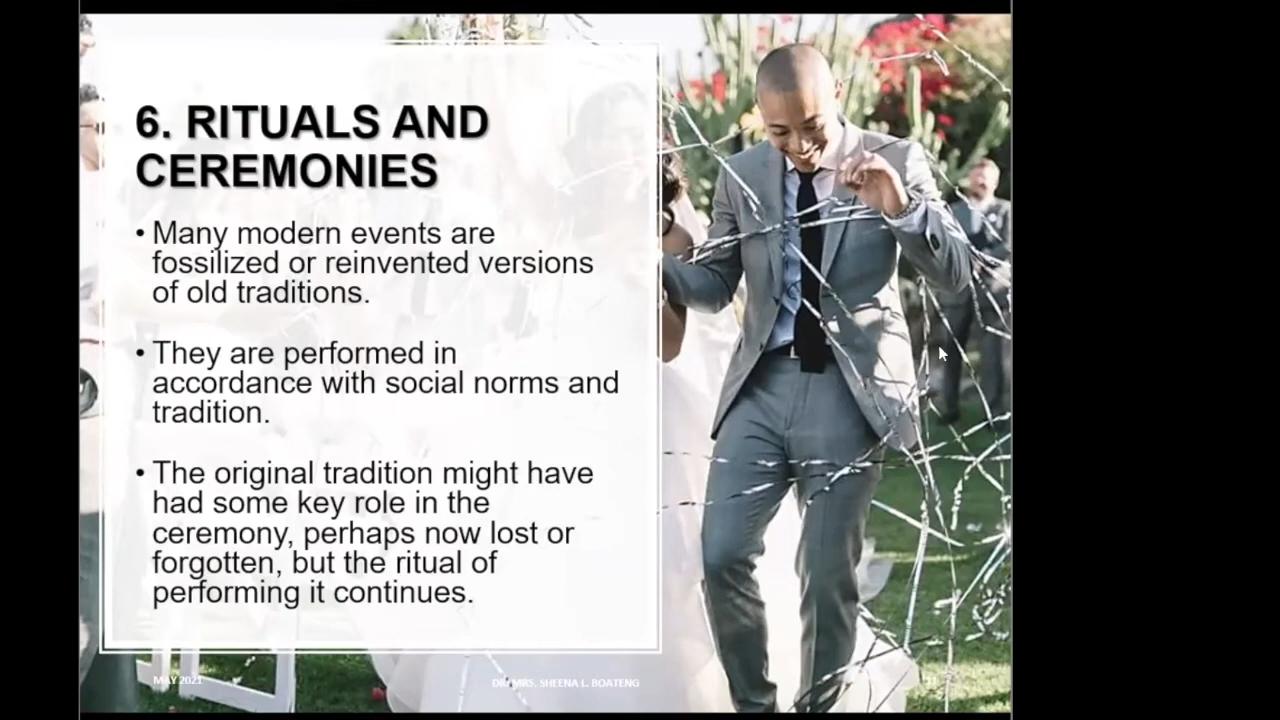 6. RITUALS AND
CEREMONIES
• Many modern events are
fossilized or reinvented versions
of old traditions.
• They are performed in
accordance with social norms and
tradition.
• The original tradition might have
had some key role in the
ceremony, perhaps now lost or
forgotten, but the ritual of
performing it continues.
MAY 2021
MRS. SHEENA L. BOATENG